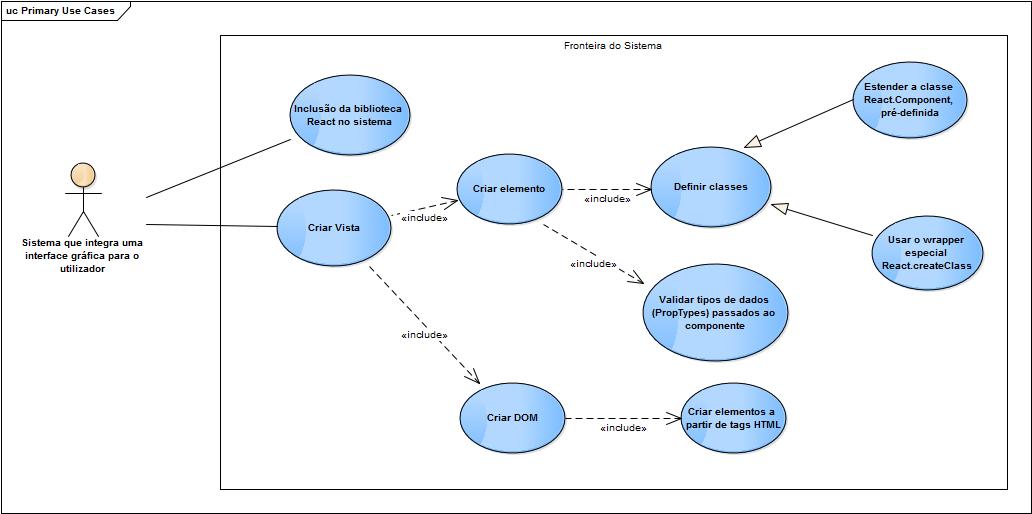 uc Primary Use Cases
Fronteira do Sistema
Inclusão da biblioteca
React no sistema
Estender a classe
React.Component,
pré-definida
Criar elemento
«include»
Definir classes
Sistema que integra uma
interface gráfica para o
utilizador
Criar Vista
«include»
Usar o wrapper
especial
React.createClass
«include»
Validar tipos de dados
(PropTypes) passados ao
componente
«include»
Criar DOM
«include»
Criar elementos a
partir de tags HTML